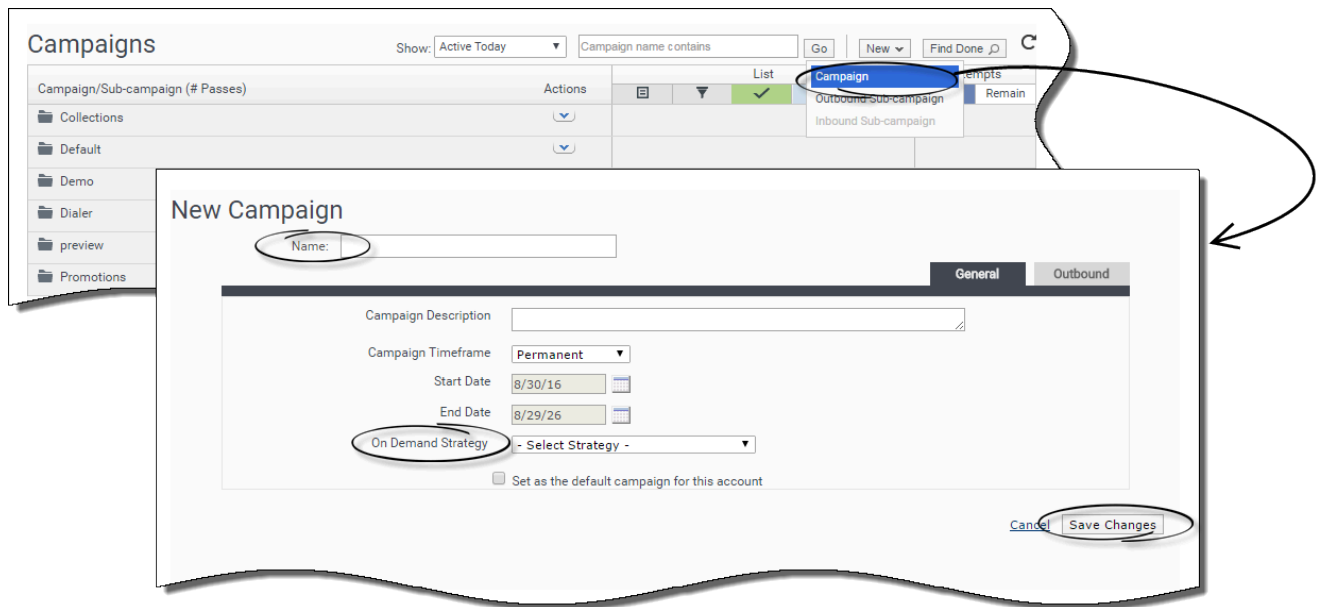 Campaigns
Show: Active Today Campaign name contains Go New Find Done
Campaign/Sub-campaign (# Passes) Actions List
Remain
Campaign
Outbound Sub-campaign
Inbound Sub-campaign
Collections
Default
Demo
Dialer
preview
Promotions
New Campaign
Name:
General Outbound
Campaign Description
Campaign Timeframe Permanent
Start Date 8/30/16
End Date 8/29/26
On Demand Strategy - Select Strategy -
Set as the default campaign for this account
Cancel Save Changes